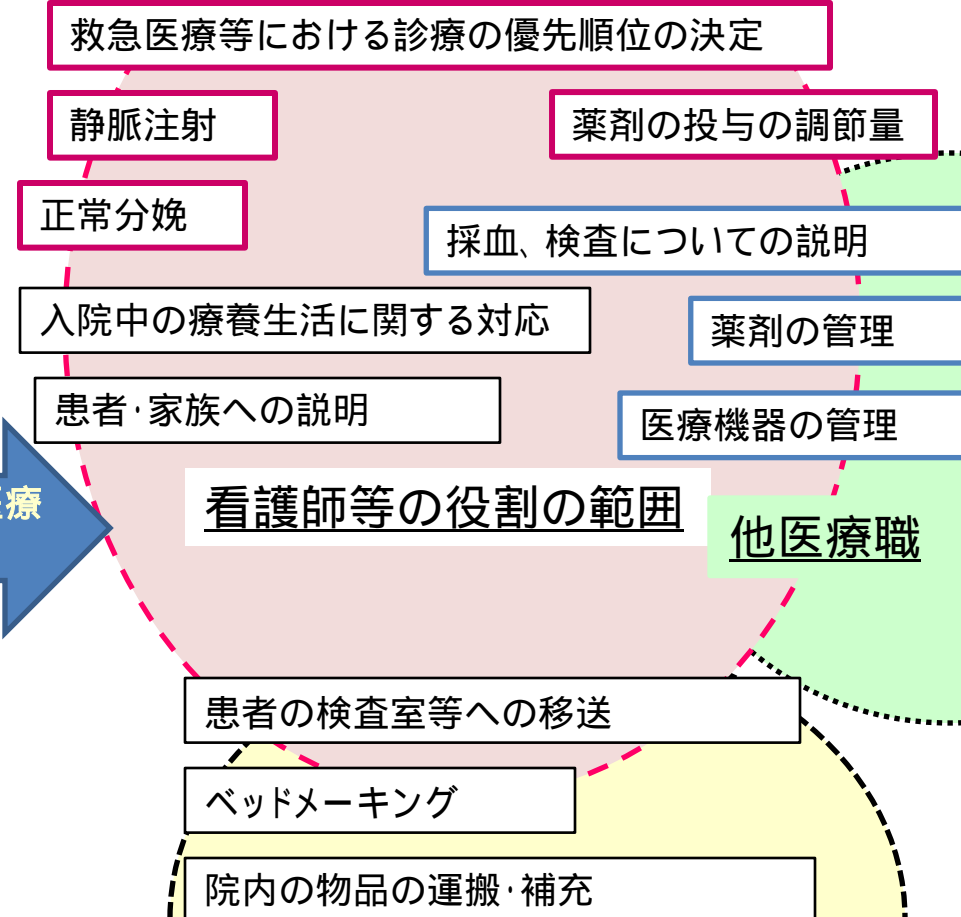 救急医療等における診療の優先順位の決定
静脈注射
薬剤の投与の調節量
正常分娩
採血、検査についての説明
入院中の療養生活に関する対応
薬剤の管理
患者・家族への説明
医療機器の管理
療
看護師等の役割の範囲
他医療職
患者の検査室等への移送
ベッドメーキング
院内の物品の運搬・補充